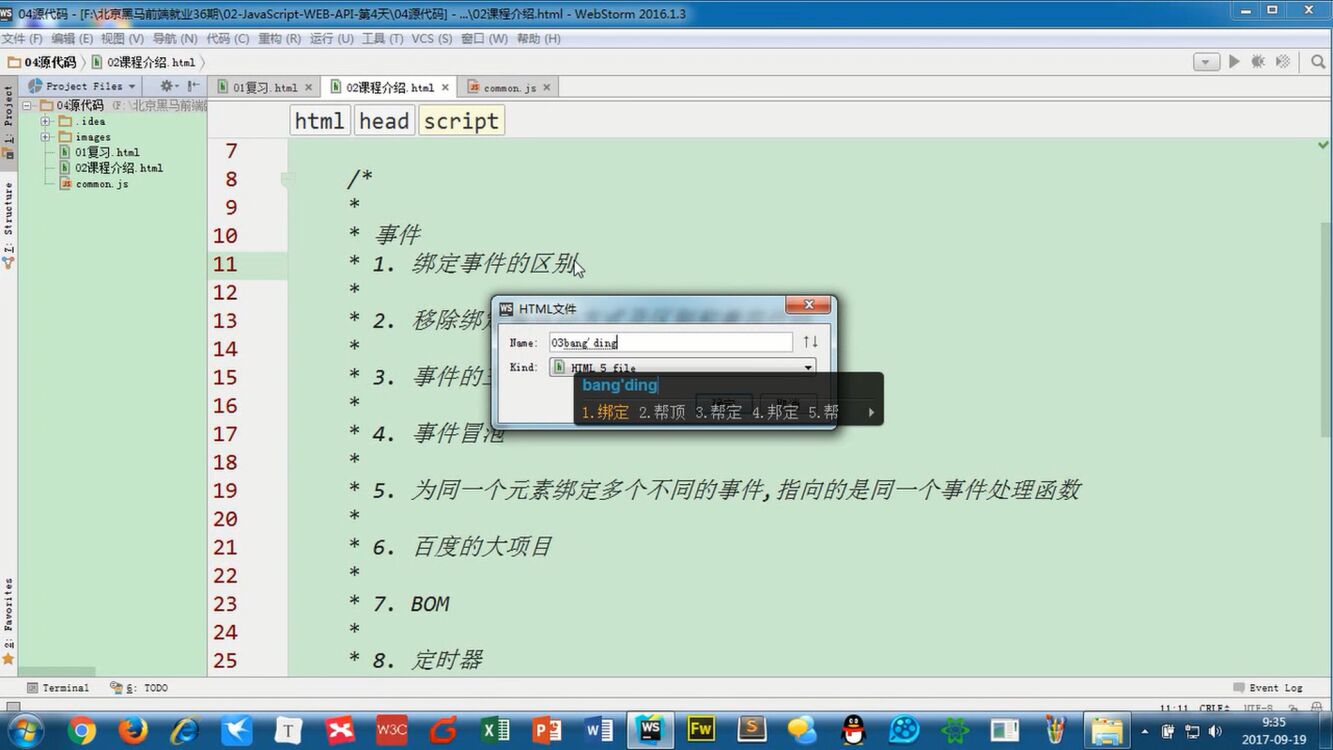 04源代码 - [F:\北京黑马前端就业36期\02-JavaScript-WEB-API-第4天\04源代码] - ...\02课程介绍.html - WebStorm 2016.1.3
文件 (F) 编辑 (E) 视图 (V) 导航 (N) 代码 (C) 重构 (R) 运行 (U) 工具 (T) VCS (S) 窗口 (W) 帮助 (H)
04源代码 02课程介绍.html
Project Files
01复习.html 02课程介绍.html common.js
04源代码 (F:\北京黑马前端
.idea
images
01复习.html
02课程介绍.html
common.js
1: Project
7: Structure
2: Favorites
html head script
7
8 /*
9 *
10 * 事件
11 * 1. 绑定事件的区别
12 *
13 * 2. 移除绑定
14 *
15 * 3. 事件的
16 *
17 * 4. 事件冒泡
18 *
19 * 5. 为同一个元素绑定多个不同的事件,指向的是同一个事件处理函数
20 *
21 * 6. 百度的大项目
22 *
23 * 7. BOM
24 *
25 * 8. 定时器
HTML文件
Name: 03bang'ding
Kind: HTML 5 file
bang'ding
1.绑定 2.帮顶 3.帮定 4.邦定 5.帮
Terminal 6: TODO Event Log
11:11 CRLF UTF-8
W3C
9:35
2017-09-19